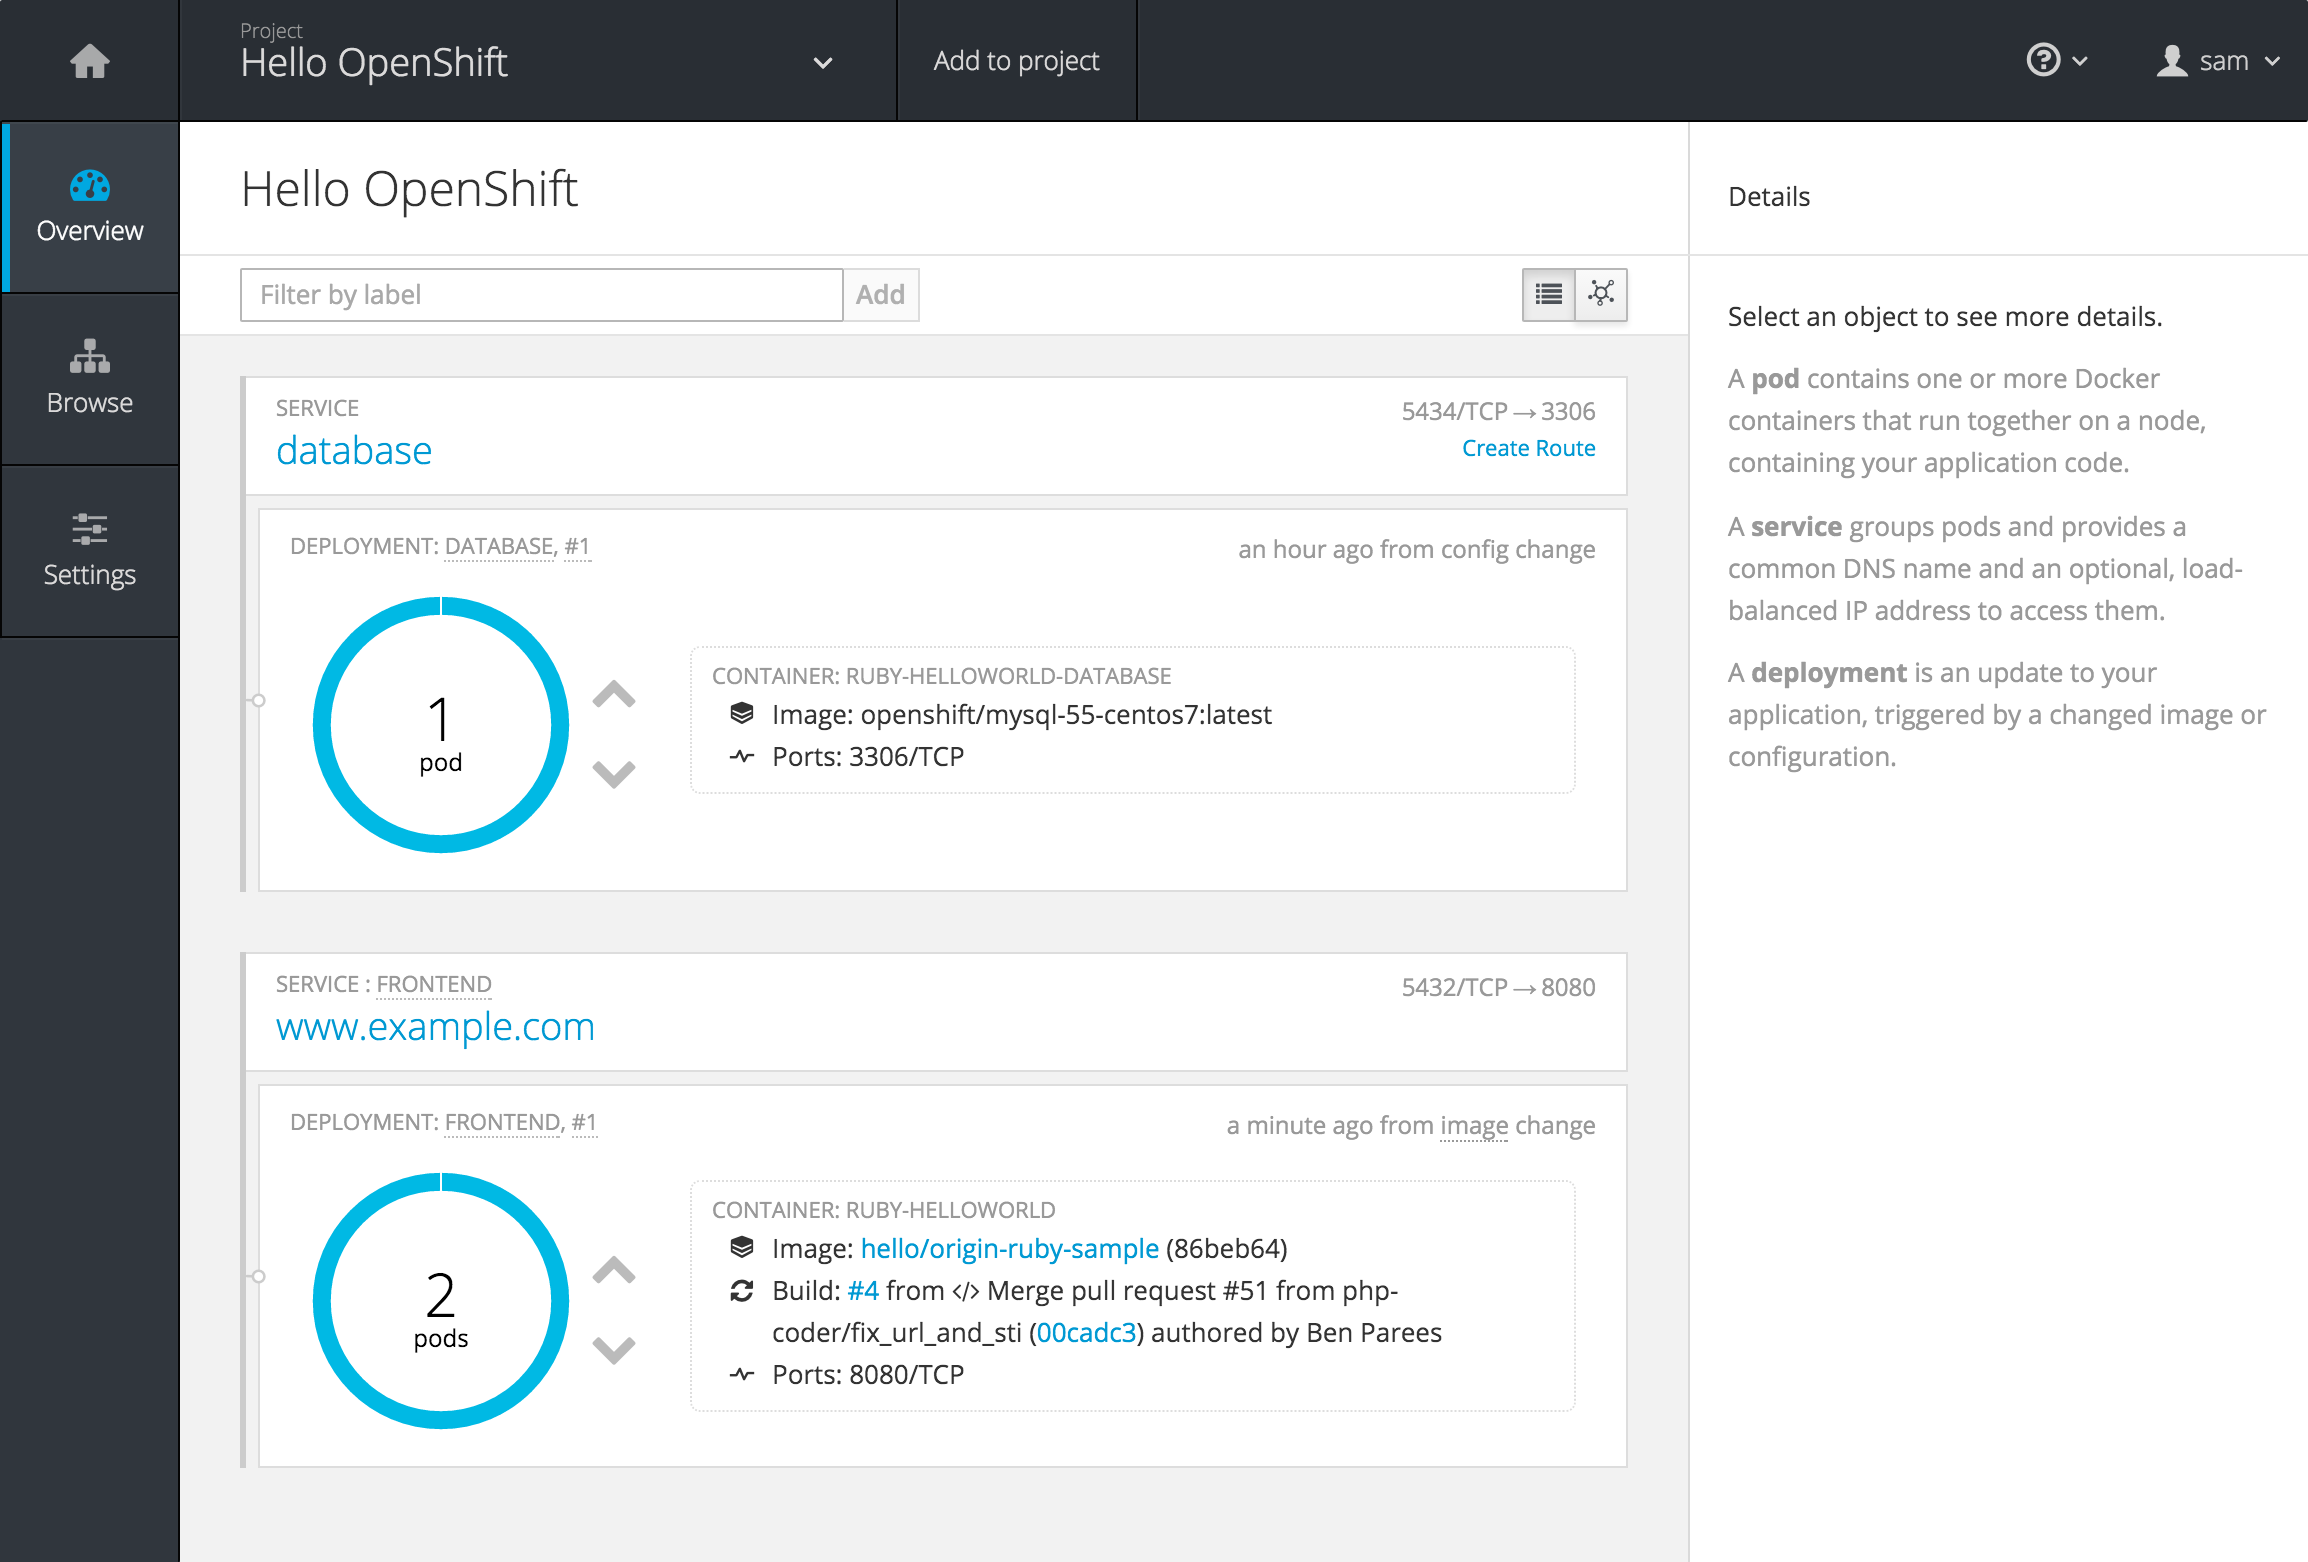 Project
Hello OpenShift
Add to project
sam
Overview
Browse
Settings
Hello OpenShift
Filter by label
Add
SERVICE
database
5434/TCP → 3306
Create Route
DEPLOYMENT: DATABASE, #1
an hour ago from config change
1
pod
CONTAINER: RUBY-HELLOWORLD-DATABASE
Image: openshift/mysql-55-centos7:latest
Ports: 3306/TCP
SERVICE : FRONTEND
www.example.com
5432/TCP → 8080
DEPLOYMENT: FRONTEND, #1
a minute ago from image change
2
pods
CONTAINER: RUBY-HELLOWORLD
Image: hello/origin-ruby-sample (86beb64)
Build: #4 from </> Merge pull request #51 from php-
coder/fix_url_and_sti (00cadc3) authored by Ben Parees
Ports: 8080/TCP
Details
Select an object to see more details.
A pod contains one or more Docker
containers that run together on a node,
containing your application code.
A service groups pods and provides a
common DNS name and an optional, load-
balanced IP address to access them.
A deployment is an update to your
application, triggered by a changed image or
configuration.